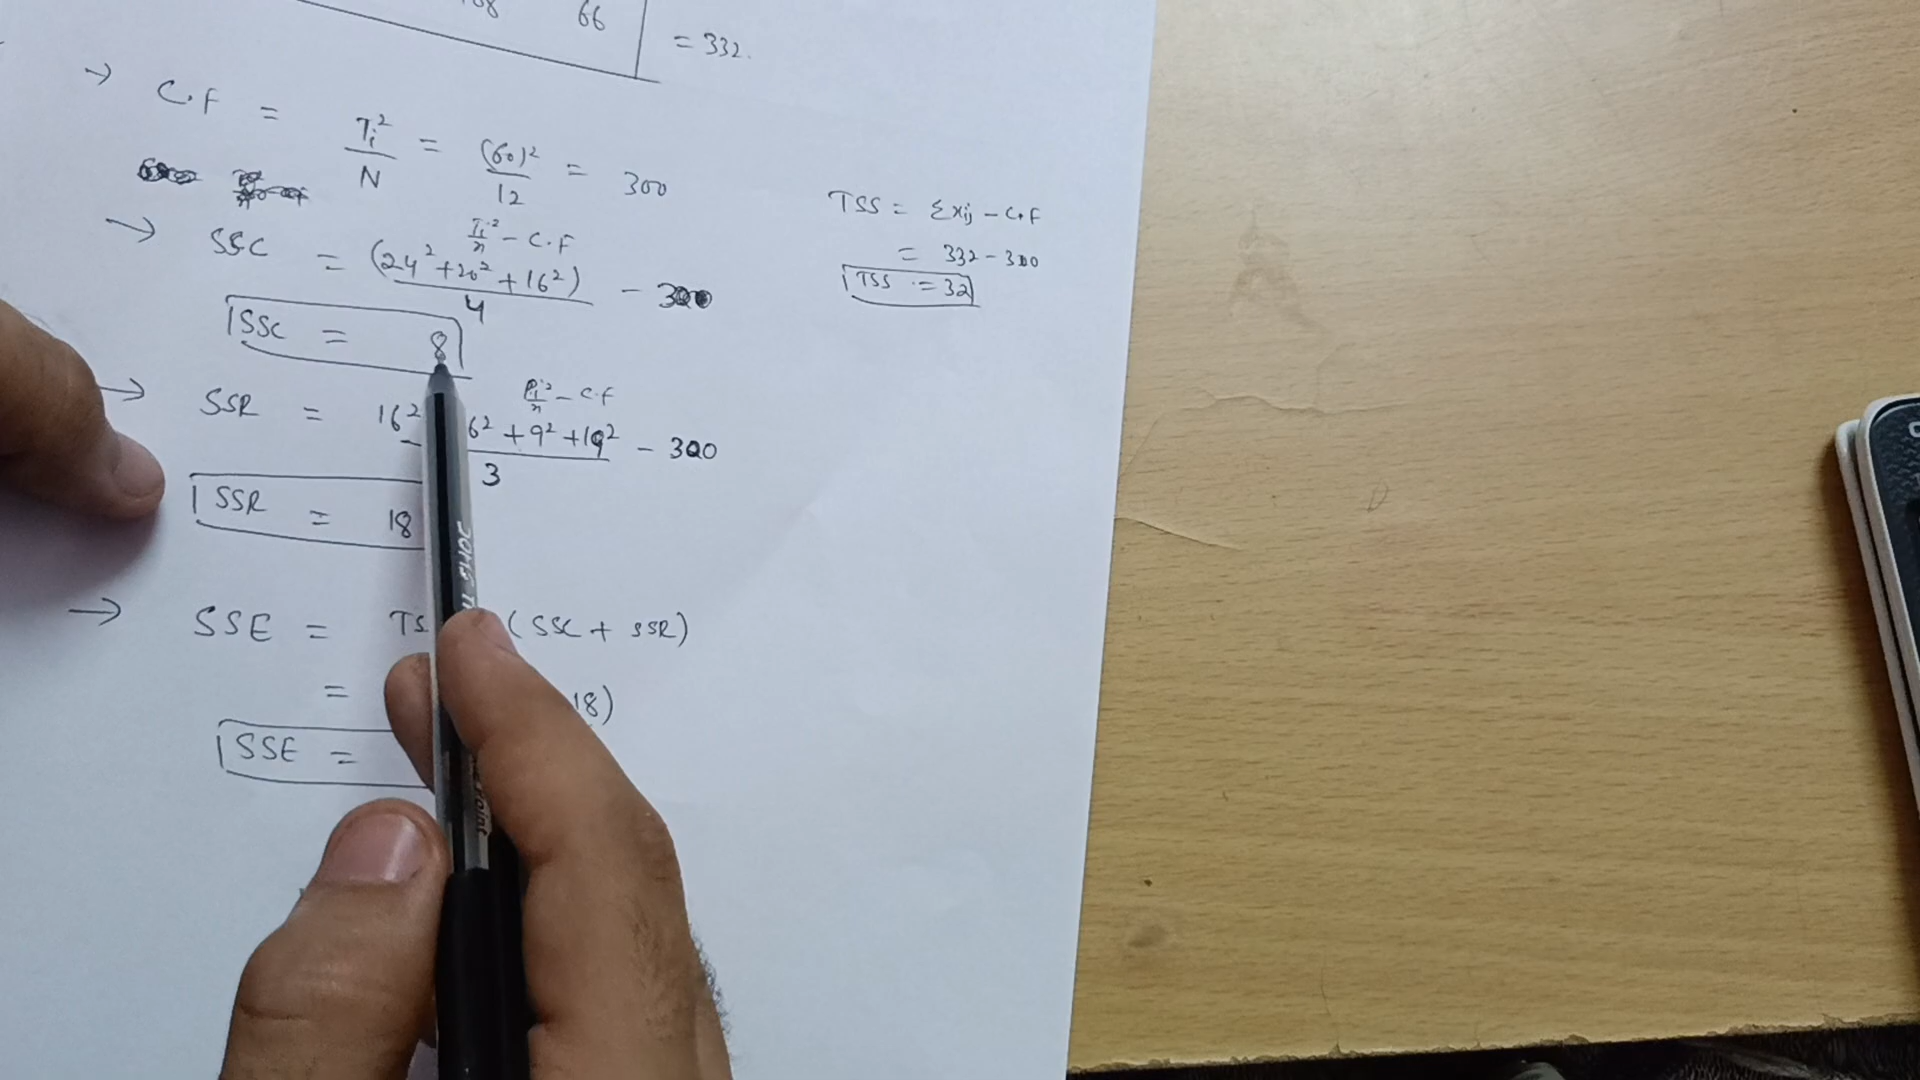 66
= 332.
→ C.F = Ti²/N = (60)²/12 = 300
TSS = Σxij - C.F
= 332 - 300
TSS = 32
Ti²/n - C.F
→ SSC = (24² + 20² + 16²)/4 - 300
SSC = 8
- C.F
→ SSR = 16² 6² + 9² + 19²/3 - 300
SSR = 18
→ SSE = TS (SSC + SSR)
= 18)
SSE =